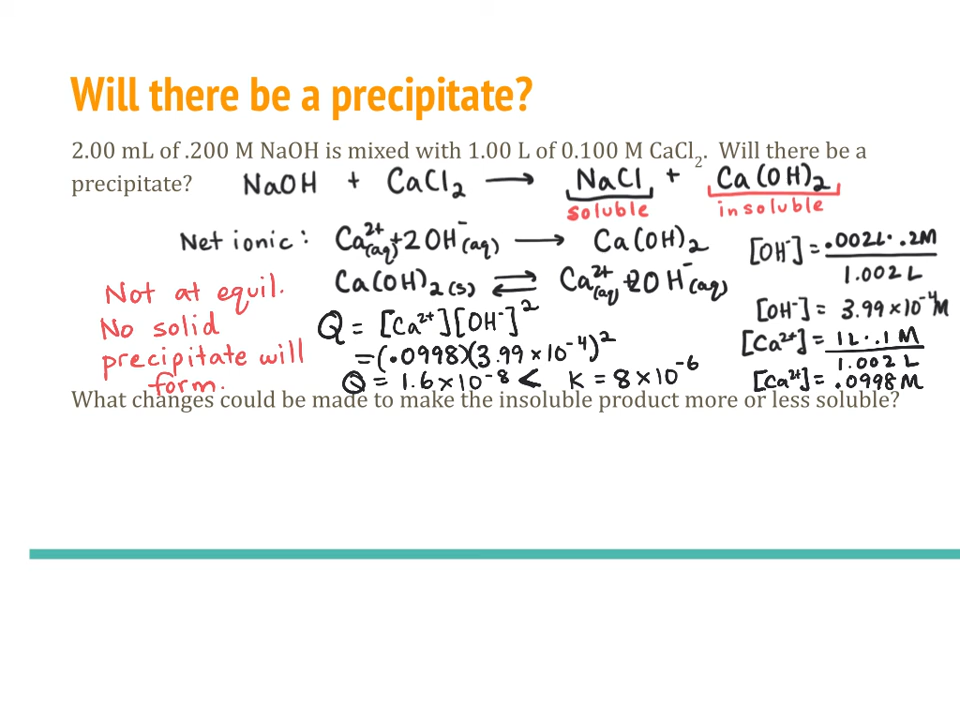 Will there be a precipitate?
2.00 mL of .200 M NaOH is mixed with 1.00 L of 0.100 M CaCl₂. Will there be a
precipitate?
NaOH + CaCl₂ → NaCl + Ca(OH)₂
soluble insoluble
Net ionic: Ca²⁺(aq) + 2OH⁻(aq) → Ca(OH)₂
Ca(OH)₂(s) ⇌ Ca²⁺(aq) + 2OH⁻(aq)
Q = [Ca²⁺][OH⁻]²
= (.0998)(3.99 × 10⁻⁴)²
Q = 1.6 × 10⁻⁸ < K = 8 × 10⁻⁶
Not at equil.
No solid
precipitate will
form.
[OH⁻] = .002L · .2M
1.002 L
[OH⁻] = 3.99 × 10⁻⁴ M
[Ca²⁺] = 1L · .1 M
1.002 L
[Ca²⁺] = .0998 M
What changes could be made to make the insoluble product more or less soluble?